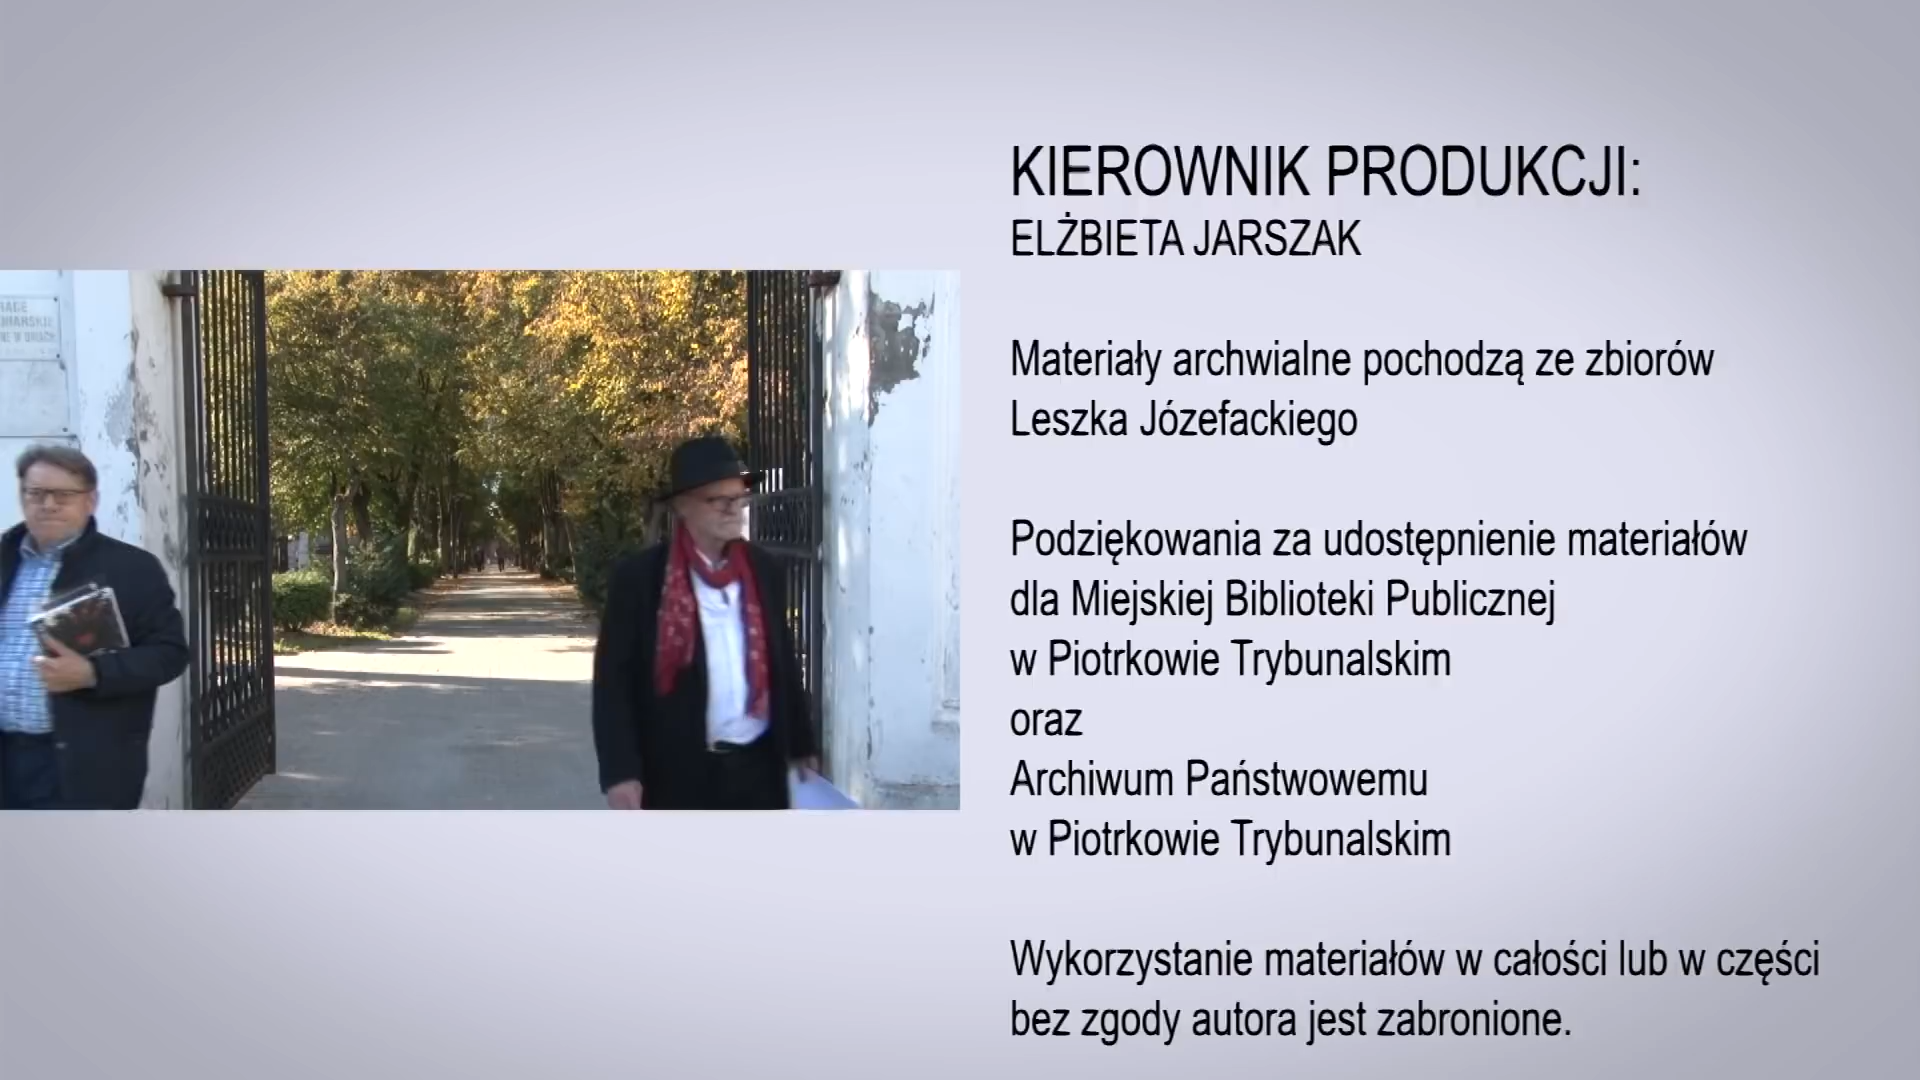 KIEROWNIK PRODUKCJI:
ELŻBIETA JARSZAK
Materiały archwialne pochodzą ze zbiorów
Leszka Józefackiego
Podziękowania za udostępnienie materiałów
dla Miejskiej Biblioteki Publicznej
w Piotrkowie Trybunalskim
oraz
Archiwum Państwowemu
w Piotrkowie Trybunalskim
Wykorzystanie materiałów w całości lub w części
bez zgody autora jest zabronione.